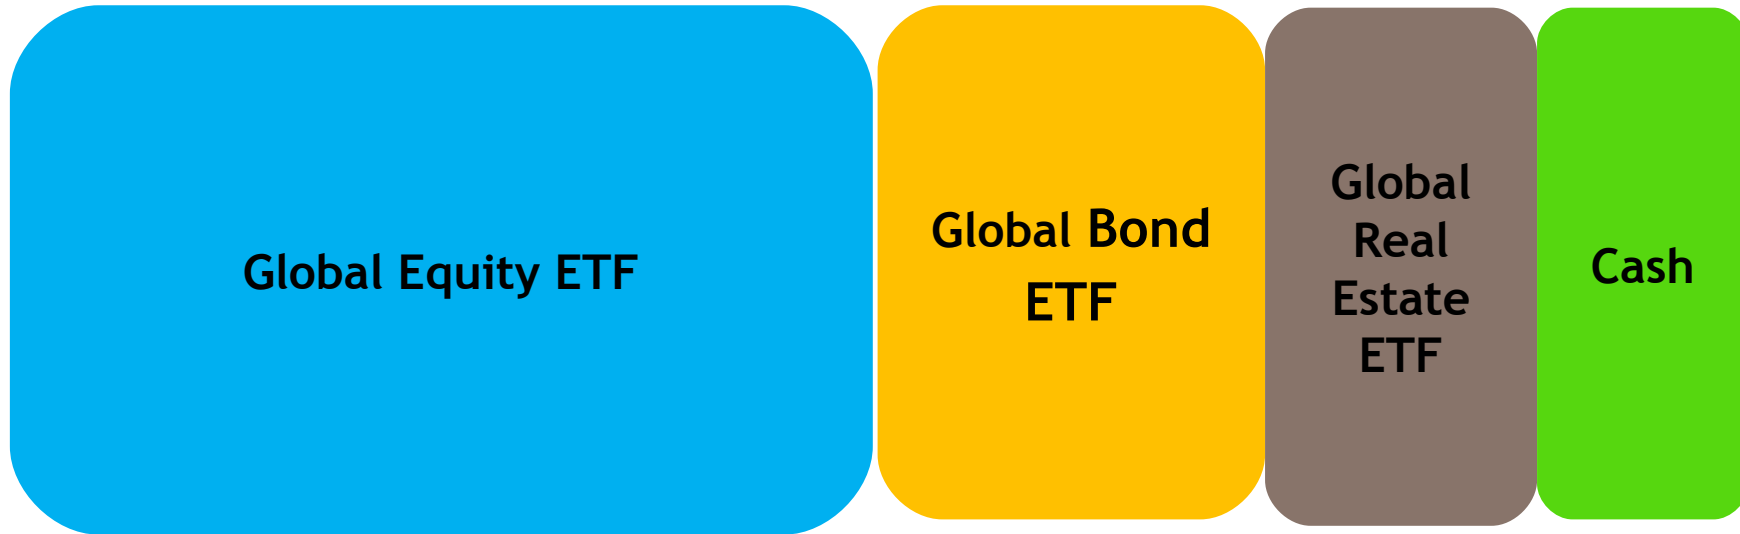 Global Equity ETF
Global Bond
ETF
Global
Real
Estate
ETF
Cash